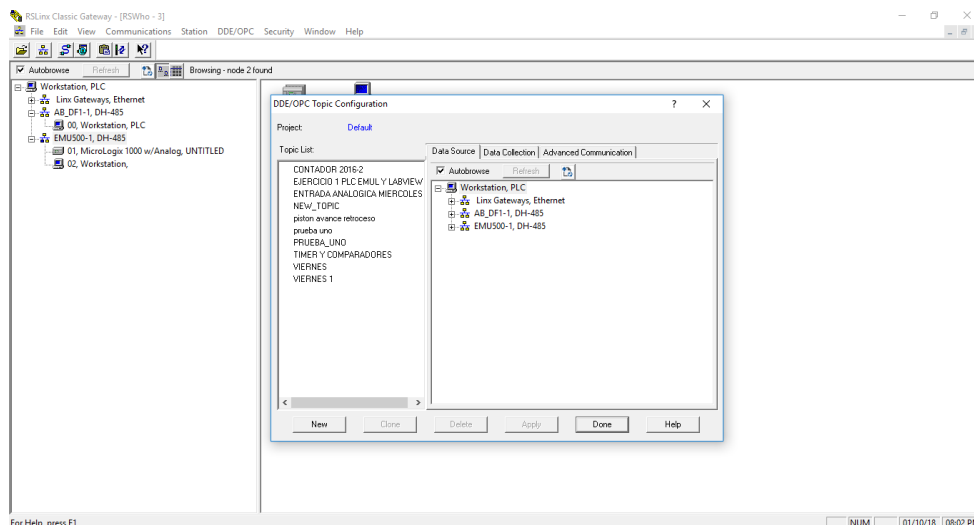 RSLinx Classic Gateway - [RSWho - 3]
File Edit View Communications Station DDE/OPC Security Window Help
Autobrowse Refresh Browsing - node 2 found
Workstation, PLC
Linx Gateways, Ethernet
AB_DF1-1, DH-485
00, Workstation, PLC
EMU500-1, DH-485
01, MicroLogix 1000 w/Analog, UNTITLED
02, Workstation,
DDE/OPC Topic Configuration
Project: Default
Topic List:
CONTADOR 2016-2
EJERCICIO 1 PLC EMUL Y LABVIEW
ENTRADA ANALOGICA MIERCOLES
NEW_TOPIC
piston avance retroceso
prueba uno
PRUEBA_UNO
TIMER Y COMPARADORES
VIERNES
VIERNES 1
Data Source Data Collection Advanced Communication
Autobrowse Refresh
Workstation, PLC
Linx Gateways, Ethernet
AB_DF1-1, DH-485
EMU500-1, DH-485
New Clone Delete Apply Done Help
For Help, press F1
NUM 01/10/18 08:02 P